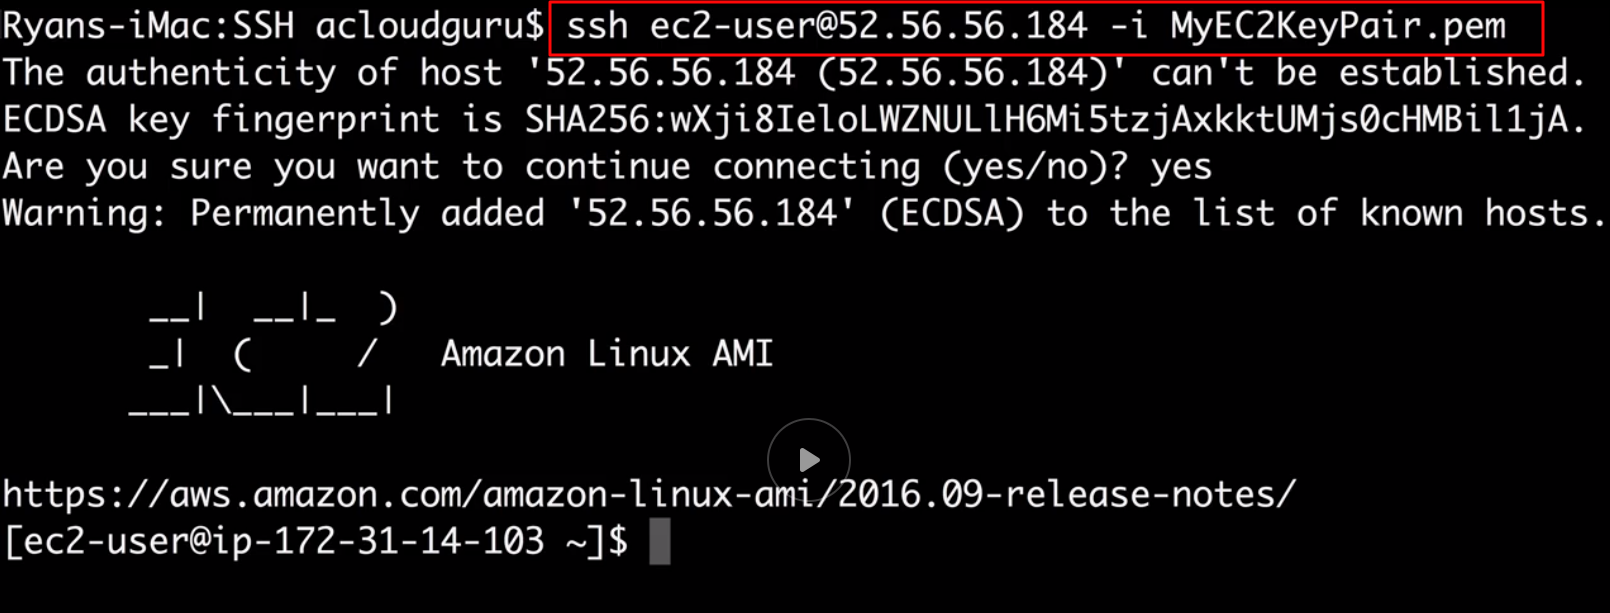 Ryans-iMac:SSH acloudguru$ ssh ec2-user@52.56.56.184 -i MyEC2KeyPair.pem
The authenticity of host '52.56.56.184 (52.56.56.184)' can't be established.
ECDSA key fingerprint is SHA256:wXji8IeloLWZNULlH6Mi5tzjAxkktUMjs0cHMBil1jA.
Are you sure you want to continue connecting (yes/no)? yes
Warning: Permanently added '52.56.56.184' (ECDSA) to the list of known hosts.
       __|  __|_  )
       _|  (     /   Amazon Linux AMI
      ___|\___|___|
https://aws.amazon.com/amazon-linux-ami/2016.09-release-notes/
[ec2-user@ip-172-31-14-103 ~]$